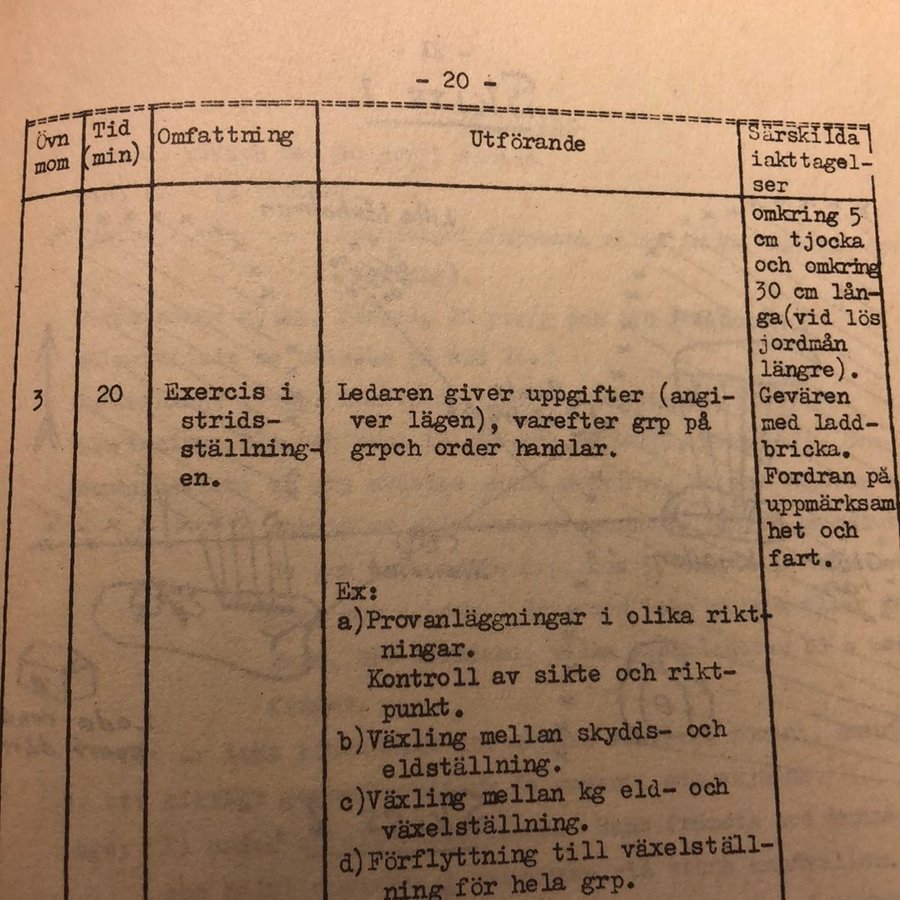 - 20 -
Övn
mom
Tid
(min)
Omfattning
Utförande
Särskilda
iakttagel-
ser
omkring 5
cm tjocka
och omkring
30 cm lån-
ga(vid lös
jordmån
längre).
3
20
Exercis i
strids-
ställning-
en.
Ledaren giver uppgifter (angi-
ver lägen), varefter grp på
grpch order handlar.
Gevären
med ladd-
bricka.
Fordran på
uppmärksam
het och
fart.
Ex:
a)Provanläggningar i olika rikt-
ningar.
Kontroll av sikte och rikt-
punkt.
b)Växling mellan skydds- och
eldställning.
c)Växling mellan kg eld- och
växelställning.
d)Förflyttning till växelställ-
ning för hela grp.